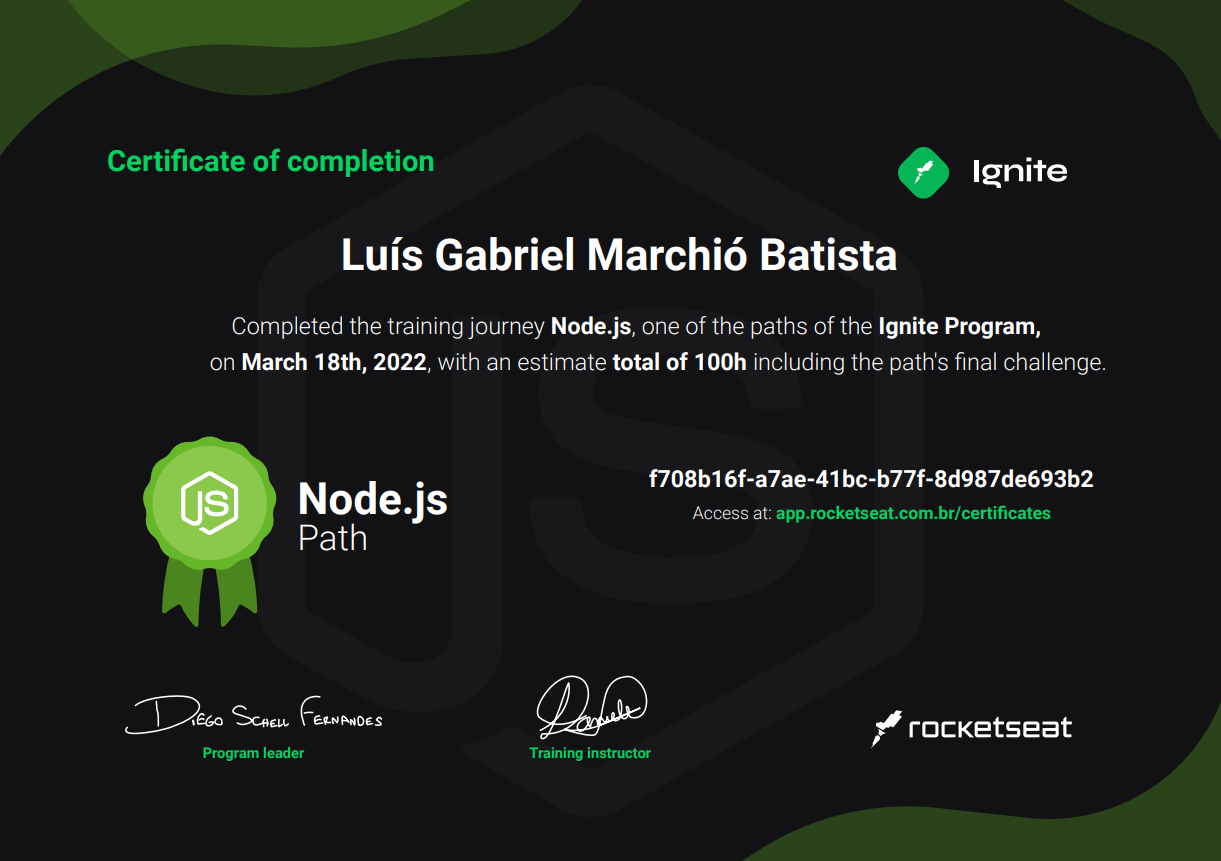 Certificate of completion
Ignite
Luís Gabriel Marchió Batista
Completed the training journey Node.js, one of the paths of the Ignite Program,
on March 18th, 2022, with an estimate total of 100h including the path's final challenge.
JS
Node.js
Path
f708b16f-a7ae-41bc-b77f-8d987de693b2
Access at: app.rocketseat.com.br/certificates
Diego Schell Fernandes
Program leader
Daniele
Training instructor
rocketseat